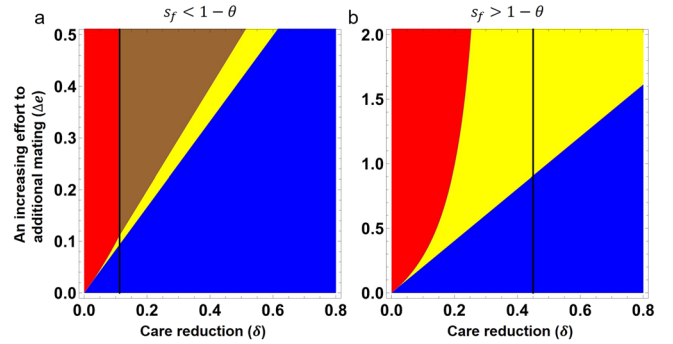 a
s_f < 1 − θ
b
s_f > 1 − θ
An increasing effort to
additional mating (Δe)
0.5
0.4
0.3
0.2
0.1
0.0
0.0 0.2 0.4 0.6 0.8
Care reduction (δ)
2.0
1.5
1.0
0.5
0.0
0.0 0.2 0.4 0.6 0.8
Care reduction (δ)